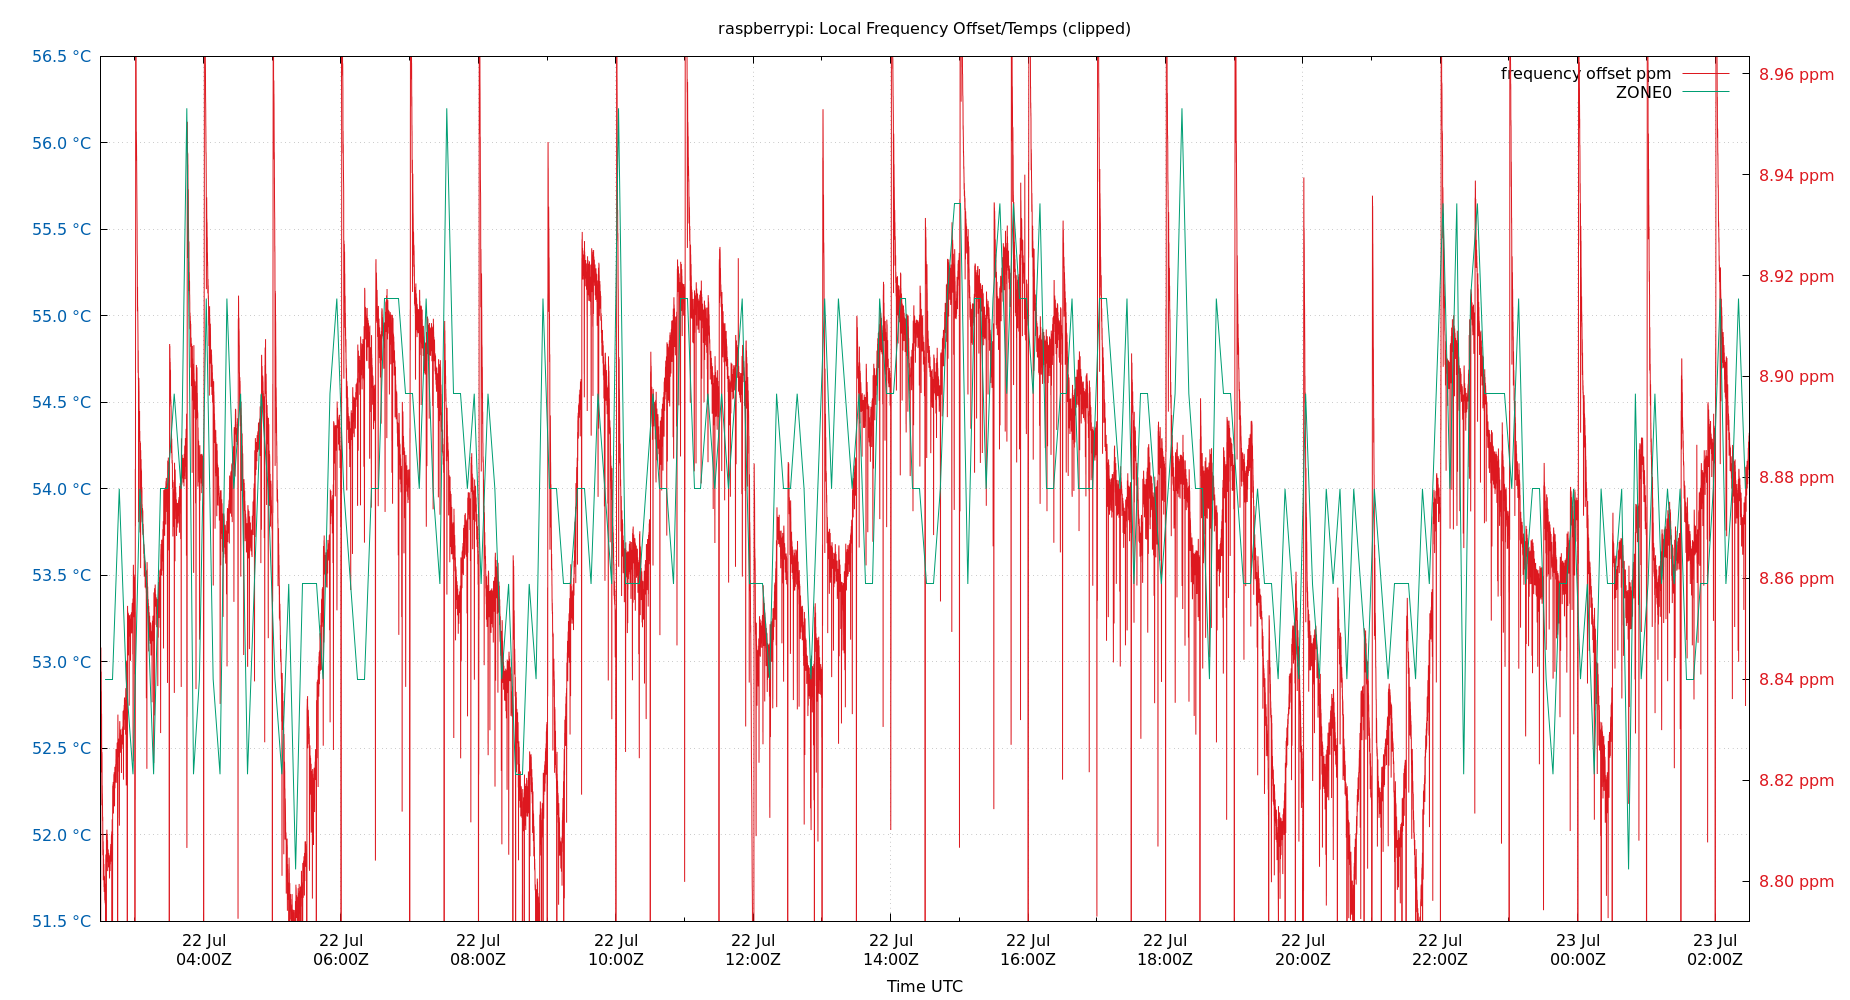 raspberrypi: Local Frequency Offset/Temps (clipped)
frequency offset ppm
ZONE0
56.5 °C
56.0 °C
55.5 °C
55.0 °C
54.5 °C
54.0 °C
53.5 °C
53.0 °C
52.5 °C
52.0 °C
51.5 °C
8.96 ppm
8.94 ppm
8.92 ppm
8.90 ppm
8.88 ppm
8.86 ppm
8.84 ppm
8.82 ppm
8.80 ppm
22 Jul 22 Jul 22 Jul 22 Jul 22 Jul 22 Jul 22 Jul 22 Jul 22 Jul 22 Jul 23 Jul 23 Jul
04:00Z 06:00Z 08:00Z 10:00Z 12:00Z 14:00Z 16:00Z 18:00Z 20:00Z 22:00Z 00:00Z 02:00Z
Time UTC